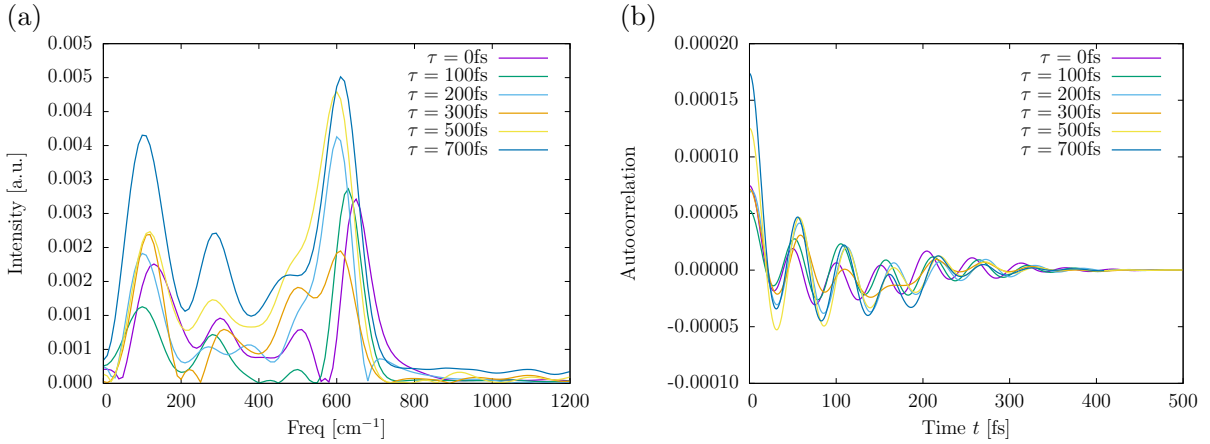 (a)
0.005
0.005
0.004
0.004
0.003
0.003
0.002
0.002
0.001
0.001
0.000
Intensity [a.u.]
0
200
400
600
800
1000
1200
Freq [cm⁻¹]
τ = 0fs
τ = 100fs
τ = 200fs
τ = 300fs
τ = 500fs
τ = 700fs
(b)
0.00020
0.00015
0.00010
0.00005
0.00000
-0.00005
-0.00010
Autocorrelation
0
100
200
300
400
500
Time t [fs]
τ = 0fs
τ = 100fs
τ = 200fs
τ = 300fs
τ = 500fs
τ = 700fs